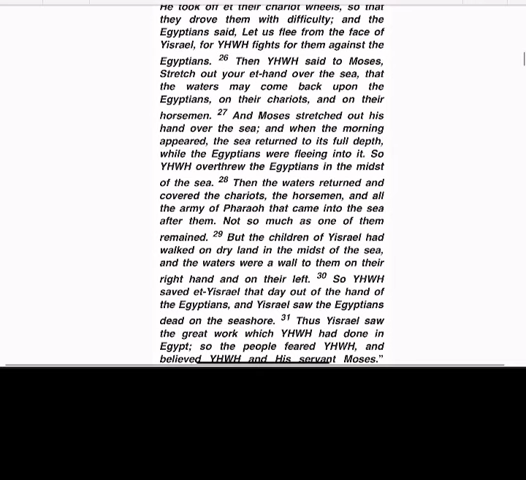 He took off et their chariot wheels, so that
they drove them with difficulty; and the
Egyptians said, Let us flee from the face of
Yisrael, for YHWH fights for them against the
Egyptians. 26 Then YHWH said to Moses,
Stretch out your et-hand over the sea, that
the waters may come back upon the
Egyptians, on their chariots, and on their
horsemen. 27 And Moses stretched out his
hand over the sea; and when the morning
appeared, the sea returned to its full depth,
while the Egyptians were fleeing into it. So
YHWH overthrew the Egyptians in the midst
of the sea. 28 Then the waters returned and
covered the chariots, the horsemen, and all
the army of Pharaoh that came into the sea
after them. Not so much as one of them
remained. 29 But the children of Yisrael had
walked on dry land in the midst of the sea,
and the waters were a wall to them on their
right hand and on their left. 30 So YHWH
saved et-Yisrael that day out of the hand of
the Egyptians, and Yisrael saw the Egyptians
dead on the seashore. 31 Thus Yisrael saw
the great work which YHWH had done in
Egypt; so the people feared YHWH, and
believed YHWH and His servant Moses.”